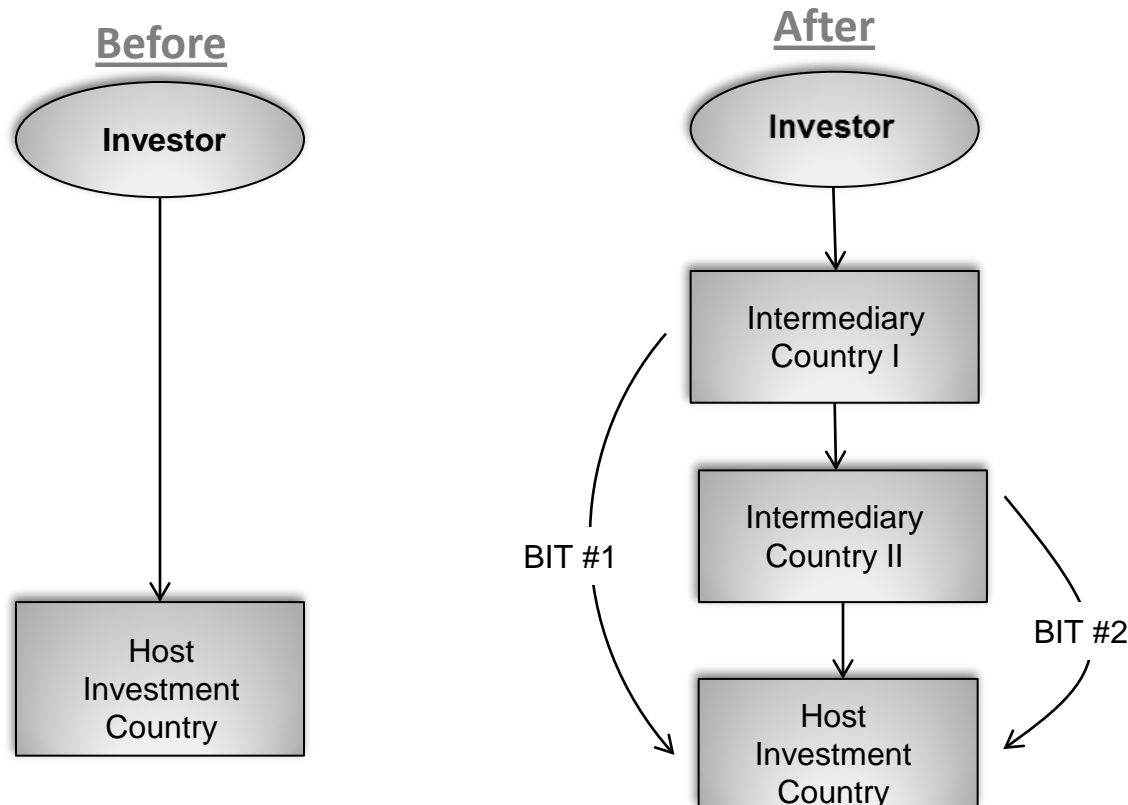 Before
Investor
Host
Investment
Country
After
Investor
Intermediary
Country I
Intermediary
Country II
BIT #1
BIT #2
Host
Investment
Country